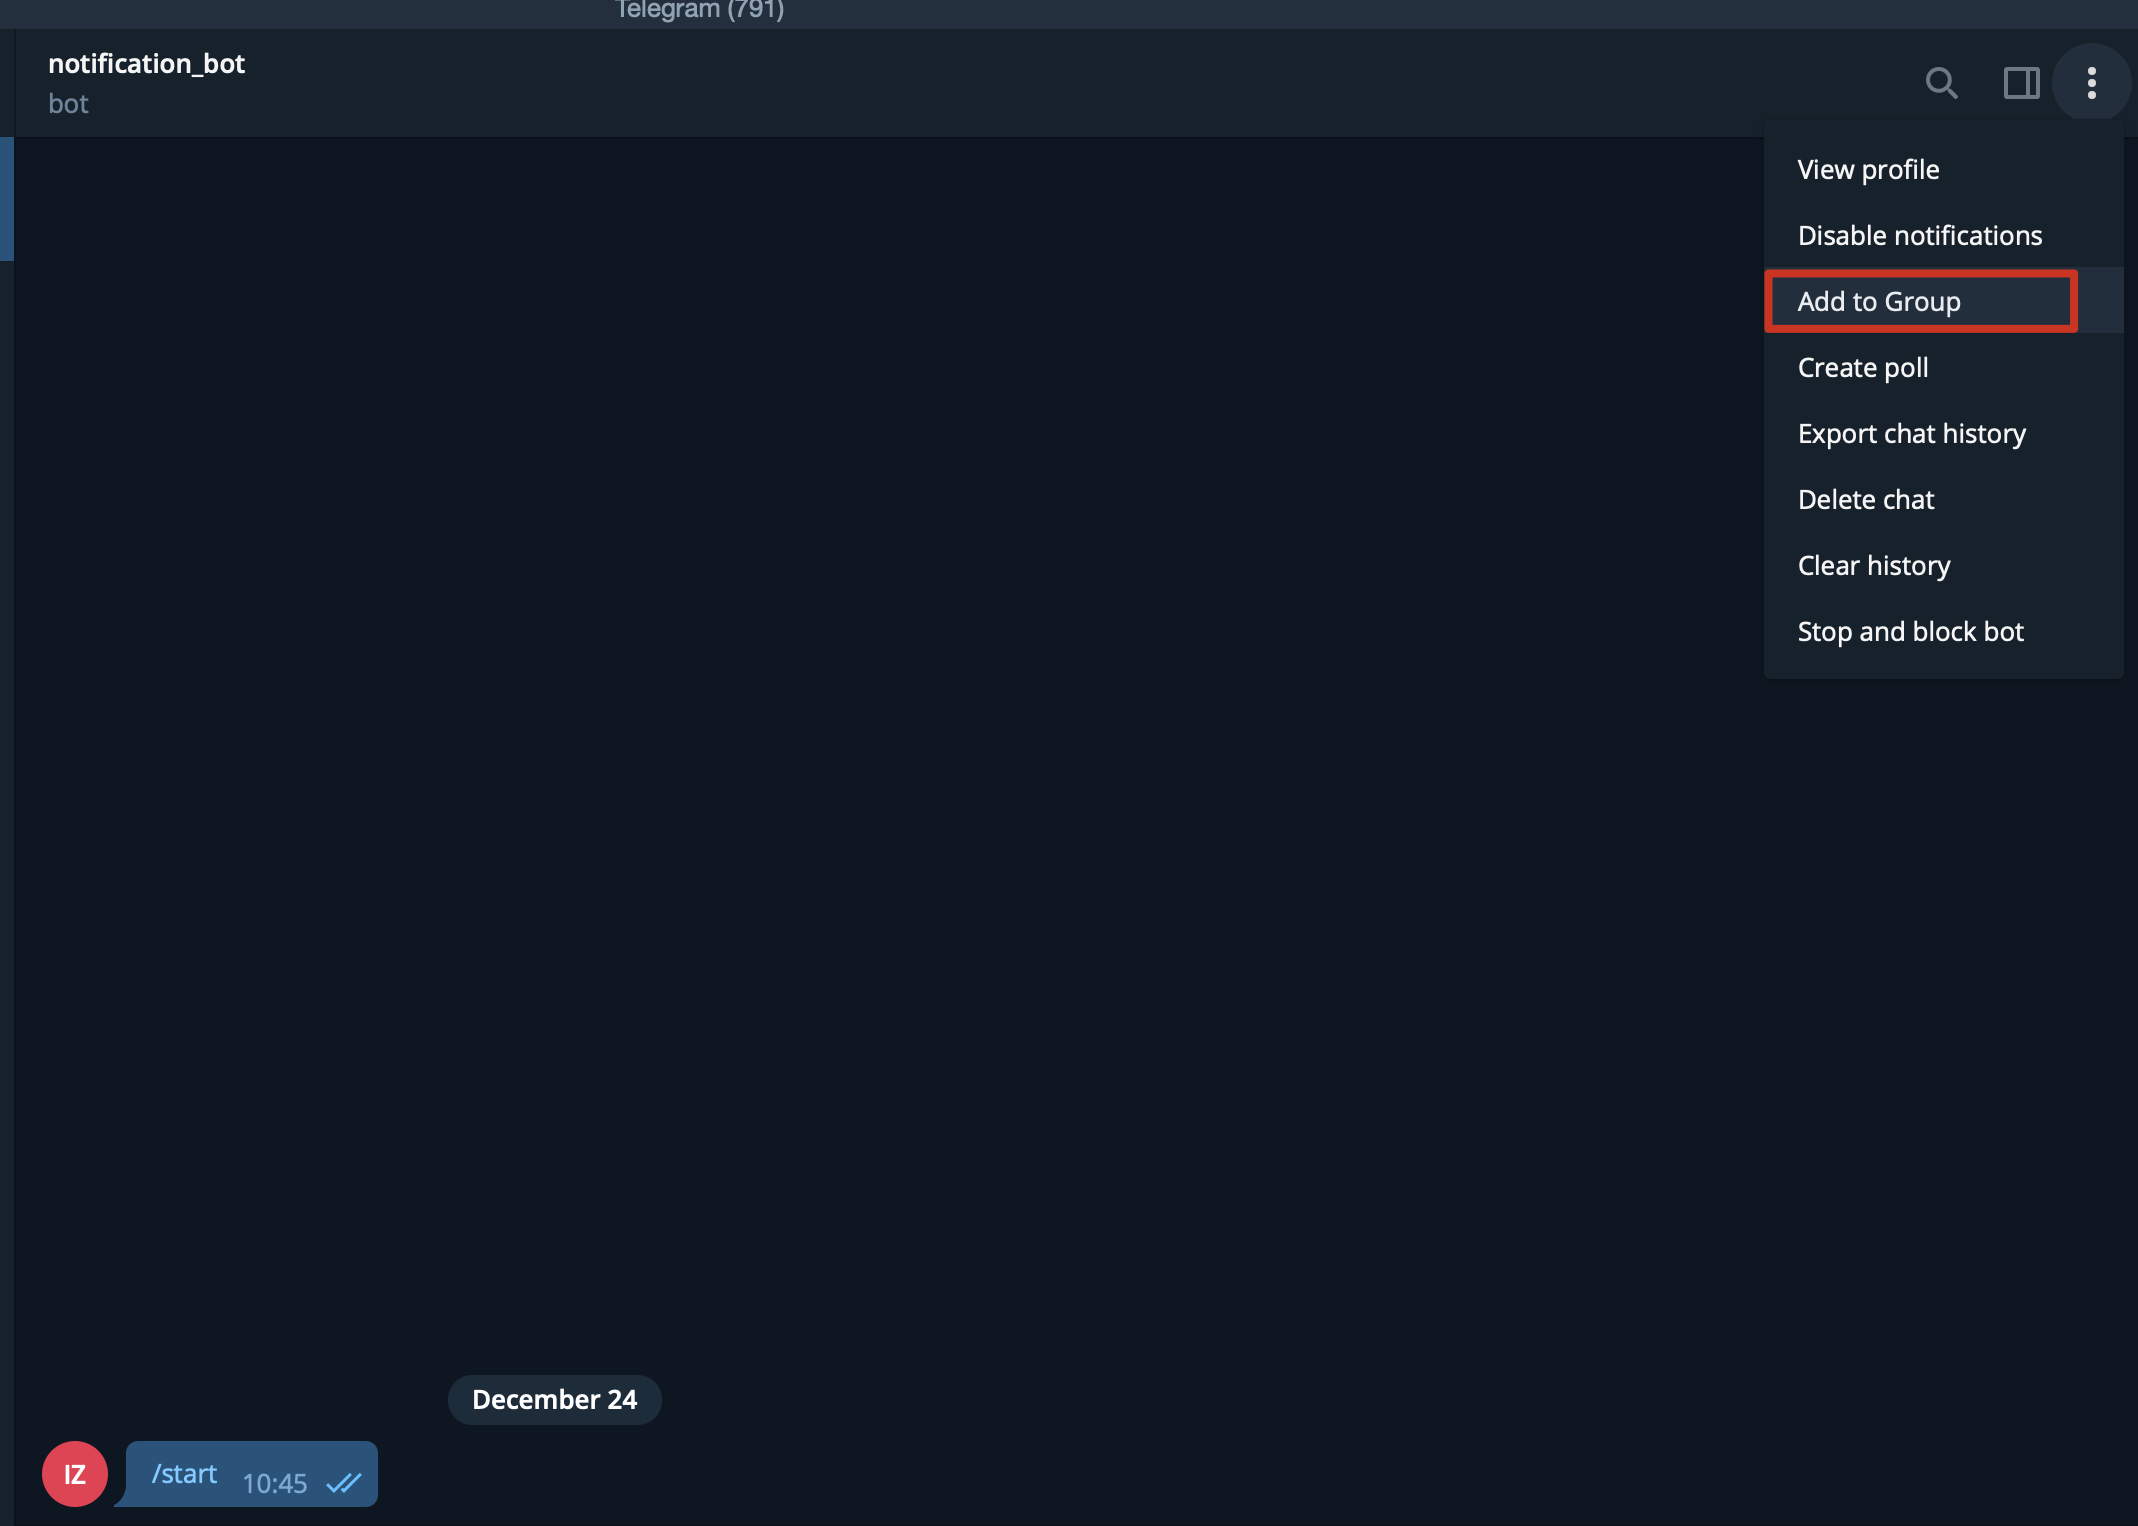 Telegram (791)
notification_bot
bot
View profile
Disable notifications
Add to Group
Create poll
Export chat history
Delete chat
Clear history
Stop and block bot
December 24
IZ
/start 10:45